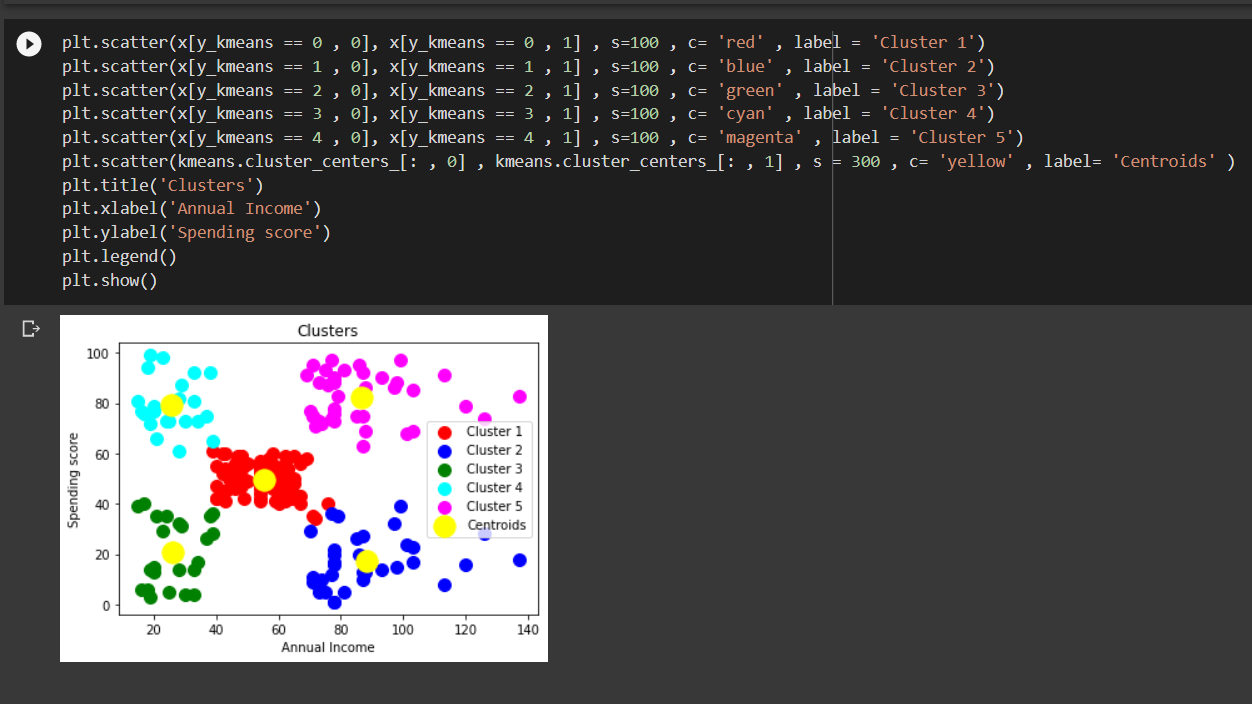 plt.scatter(x[y_kmeans == 0 , 0], x[y_kmeans == 0 , 1] , s=100 , c= 'red' , label = 'Cluster 1')
plt.scatter(x[y_kmeans == 1 , 0], x[y_kmeans == 1 , 1] , s=100 , c= 'blue' , label = 'Cluster 2')
plt.scatter(x[y_kmeans == 2 , 0], x[y_kmeans == 2 , 1] , s=100 , c= 'green' , label = 'Cluster 3')
plt.scatter(x[y_kmeans == 3 , 0], x[y_kmeans == 3 , 1] , s=100 , c= 'cyan' , label = 'Cluster 4')
plt.scatter(x[y_kmeans == 4 , 0], x[y_kmeans == 4 , 1] , s=100 , c= 'magenta' , label = 'Cluster 5')
plt.scatter(kmeans.cluster_centers_[: , 0] , kmeans.cluster_centers_[: , 1] , s = 300 , c= 'yellow' , label= 'Centroids' )
plt.title('Clusters')
plt.xlabel('Annual Income')
plt.ylabel('Spending score')
plt.legend()
plt.show()
Clusters
100
80
60
40
20
0
Spending score
Cluster 1
Cluster 2
Cluster 3
Cluster 4
Cluster 5
Centroids
20 40 60 80 100 120 140
Annual Income